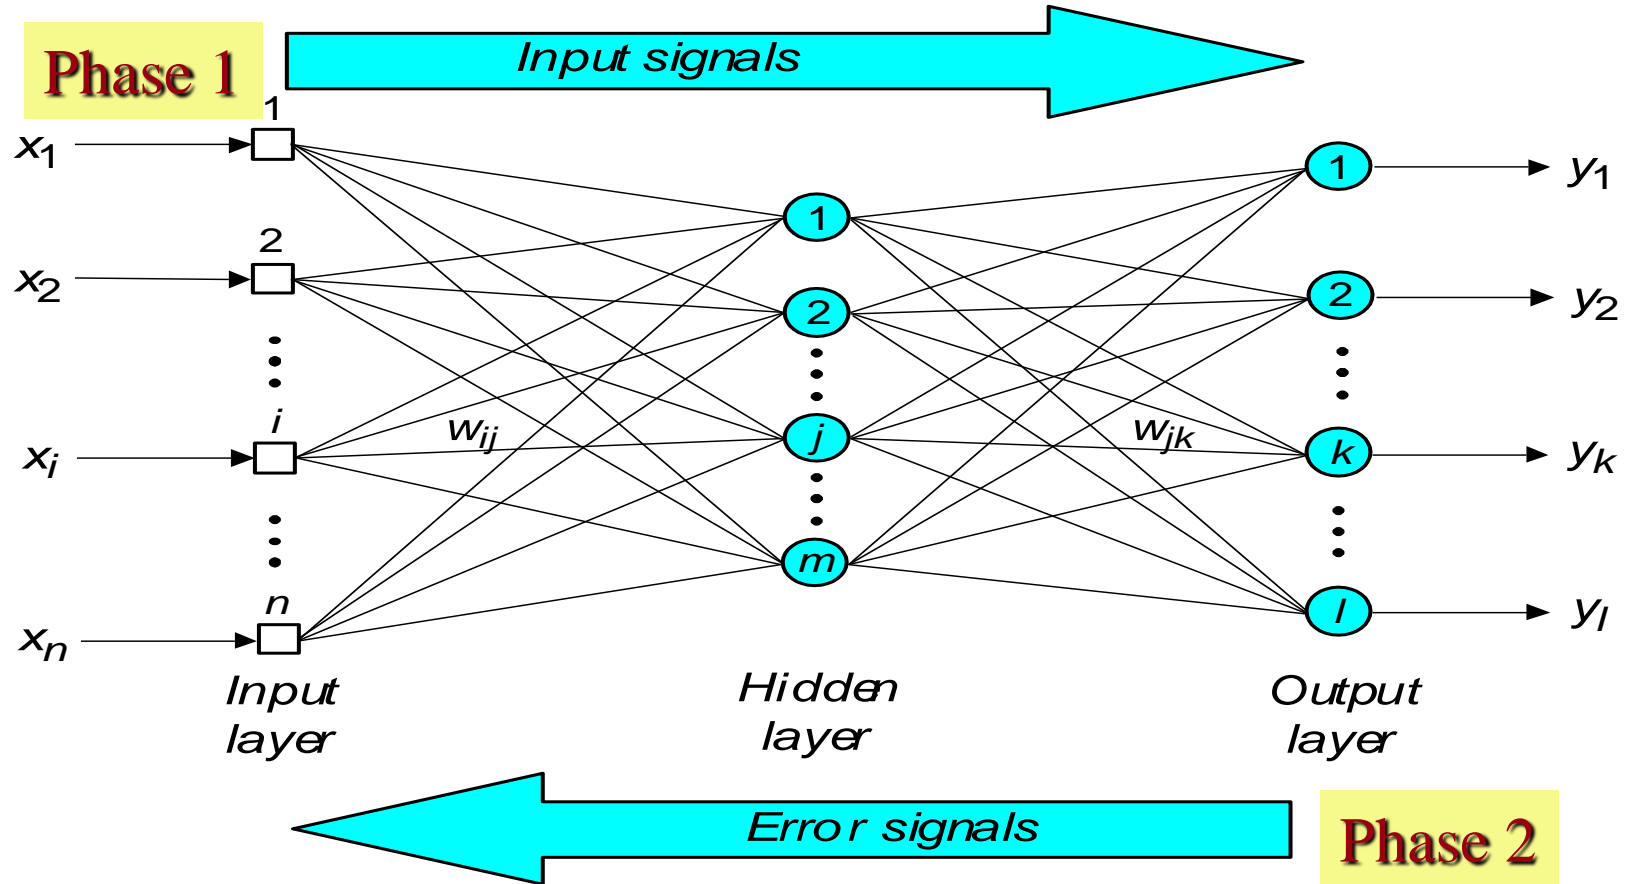 Phase 1
Input signals
1
x1
1
y1
1
2
x2
2
y2
2
i
xi
wij
j
wjk
k
yk
m
n
xn
l
yl
Input
layer
Hidden
layer
Output
layer
Error signals
Phase 2